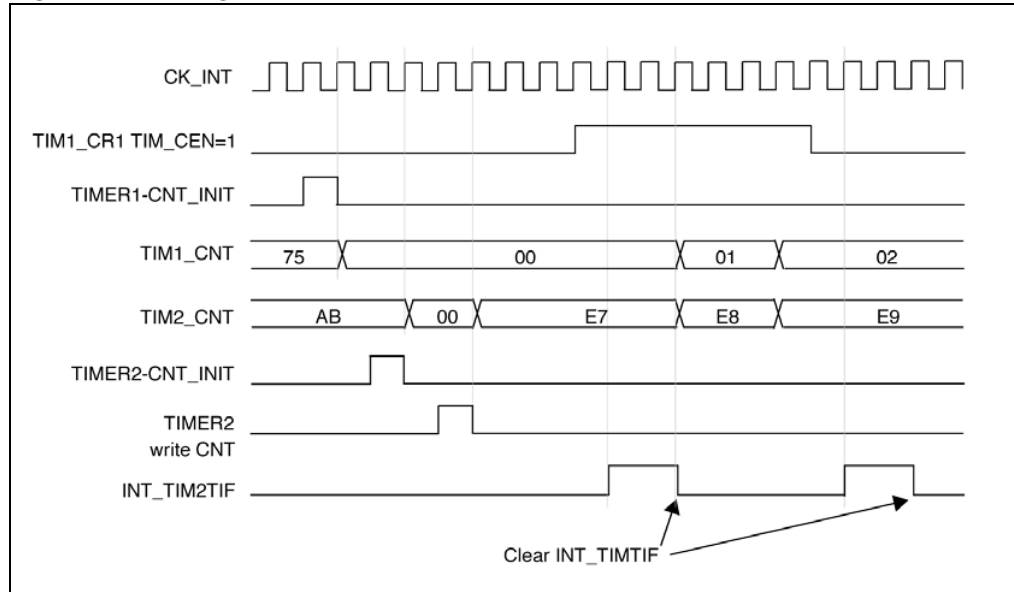 CK_INT
TIM1_CR1 TIM_CEN=1
TIMER1-CNT_INIT
TIM1_CNT 75 00 01 02
TIM2_CNT AB 00 E7 E8 E9
TIMER2-CNT_INIT
TIMER2
write CNT
INT_TIM2TIF
Clear INT_TIMTIF